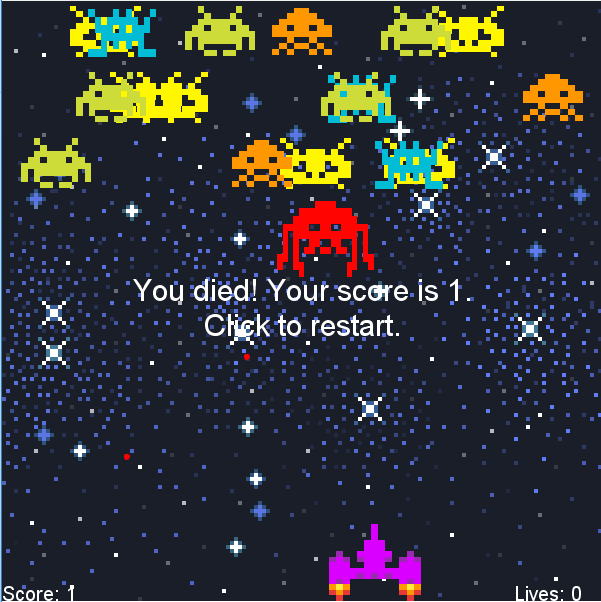 You died! Your score is 1.
Click to restart.
Score: 1
Lives: 0